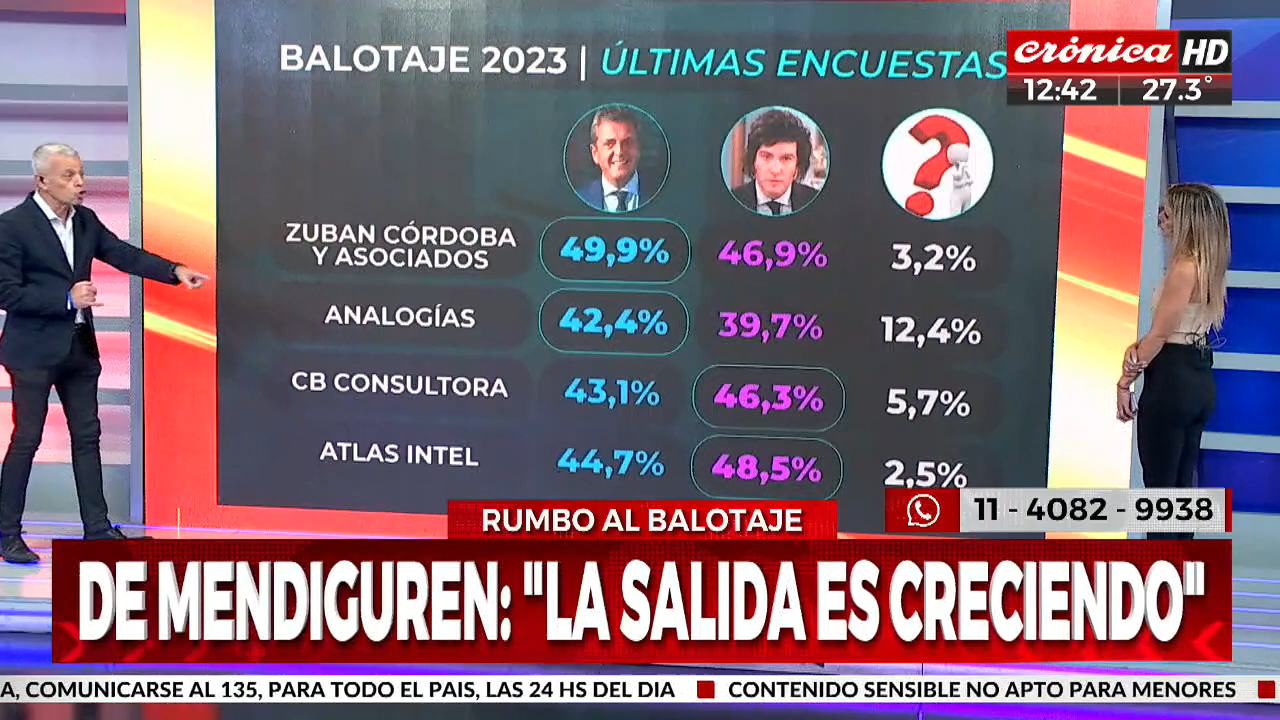 BALOTAJE 2023 | ÚLTIMAS ENCUESTAS
crónica HD
12:42 27.3°
ZUBAN CÓRDOBA
Y ASOCIADOS
49,9% 46,9% 3,2%
ANALOGÍAS 42,4% 39,7% 12,4%
CB CONSULTORA 43,1% 46,3% 5,7%
ATLAS INTEL 44,7% 48,5% 2,5%
11 - 4082 - 9938
RUMBO AL BALOTAJE
DE MENDIGUREN: "LA SALIDA ES CRECIENDO"
A, COMUNICARSE AL 135, PARA TODO EL PAIS, LAS 24 HS DEL DIA CONTENIDO SENSIBLE NO APTO PARA MENORES